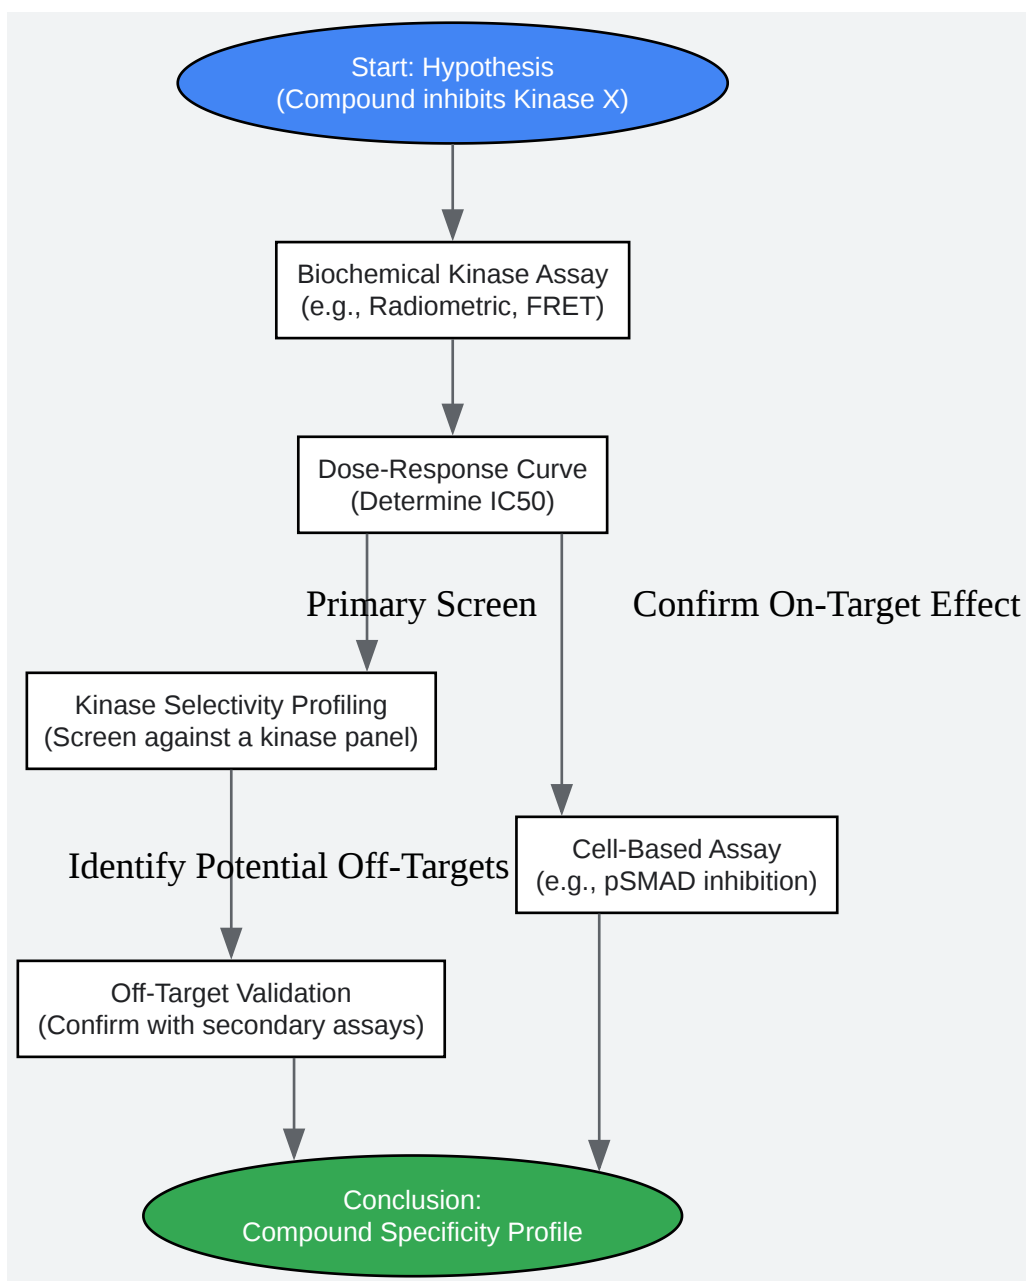 Start: Hypothesis
(Compound inhibits Kinase X)
Biochemical Kinase Assay
(e.g., Radiometric, FRET)
Dose-Response Curve
(Determine IC50)
Primary Screen
Confirm On-Target Effect
Kinase Selectivity Profiling
(Screen against a kinase panel)
Identify Potential Off-Targets
Cell-Based Assay
(e.g., pSMAD inhibition)
Off-Target Validation
(Confirm with secondary assays)
Conclusion:
Compound Specificity Profile